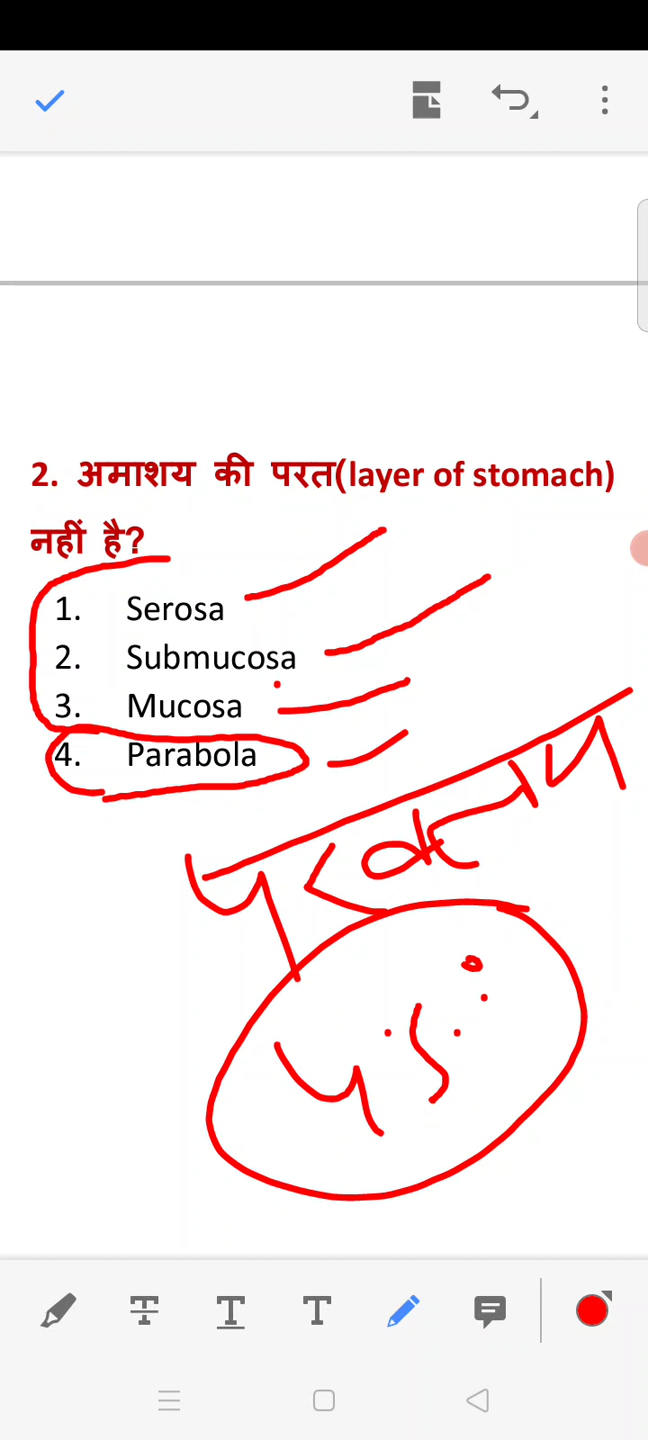 2. अमाशय की परत(layer of stomach)
नहीं है?
1. Serosa
2. Submucosa
3. Mucosa
4. Parabola